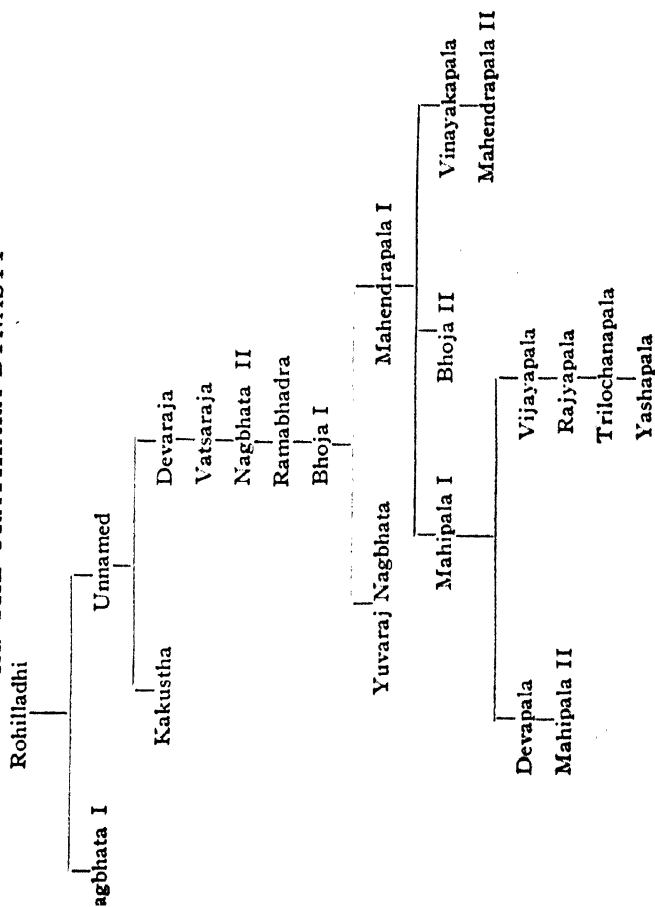 Rohilladhi
agbhata I
Unnamed
Kakustha
Devaraja
Vatsaraja
Nagbhata II
Ramabhadra
Bhoja I
Yuvaraj Nagbhata
Mahendrapala I
Mahipala I
Bhoja II
Vinayakapala
Mahendrapala II
Devapala
Mahipala II
Vijayapala
Rajyapala
Trilochanapala
Yashapala